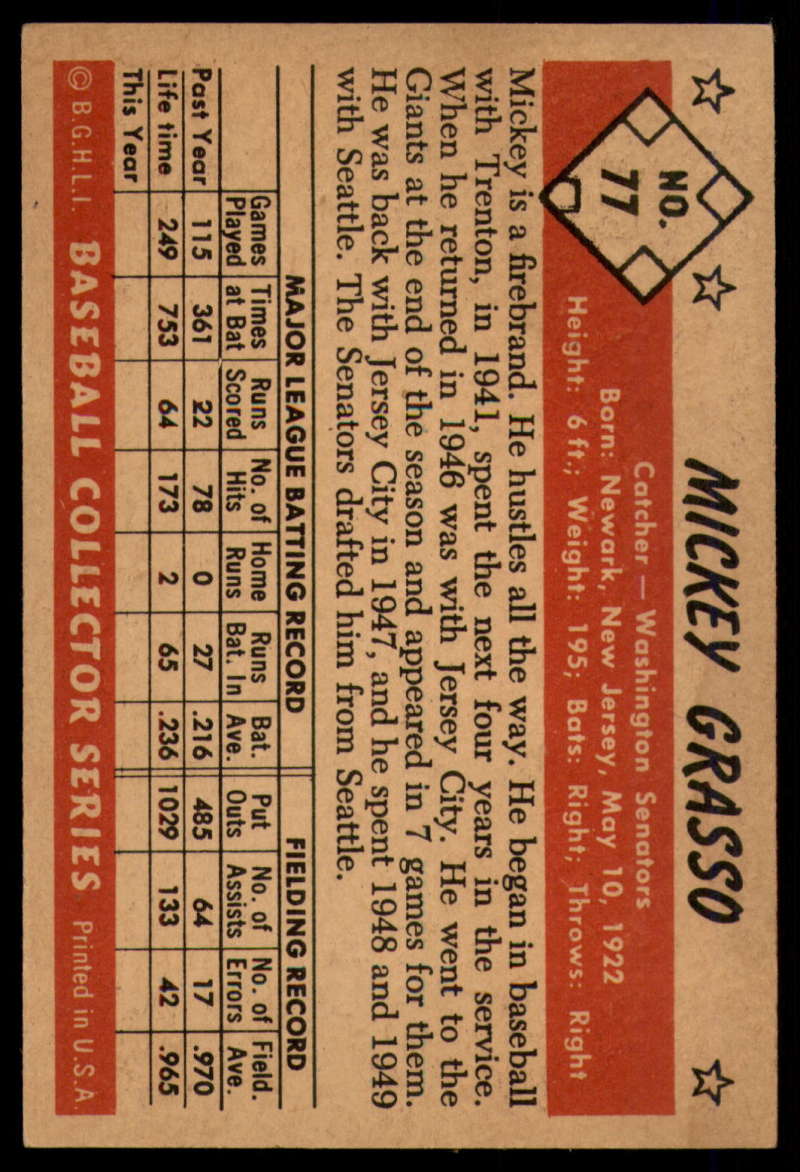 MICKEY GRASSO
NO.
77
Catcher — Washington Senators
Born: Newark, New Jersey, May 10, 1922
Height: 6 ft.; Weight: 195; Bats: Right; Throws: Right
Mickey is a firebrand. He hustles all the way. He began in baseball
with Trenton, in 1941, spent the next four years in the service.
When he returned in 1946 was with Jersey City. He went to the
Giants at the end of the season and appeared in 7 games for them.
He was back with Jersey City in 1947, and he spent 1948 and 1949
with Seattle. The Senators drafted him from Seattle.
MAJOR LEAGUE BATTING RECORD FIELDING RECORD
Games Times Runs No. of Home Runs Bat. Put No. of No. of Field.
Played at Bat Scored Hits Runs Bat. In Ave. Outs Assists Errors Ave.
Past Year 115 361 22 78 0 27 .216 485 64 17 .970
Life time 249 753 64 173 2 65 .236 1029 133 42 .965
This Year
© B.G.H.L.I. BASEBALL COLLECTOR SERIES Printed in U.S.A.